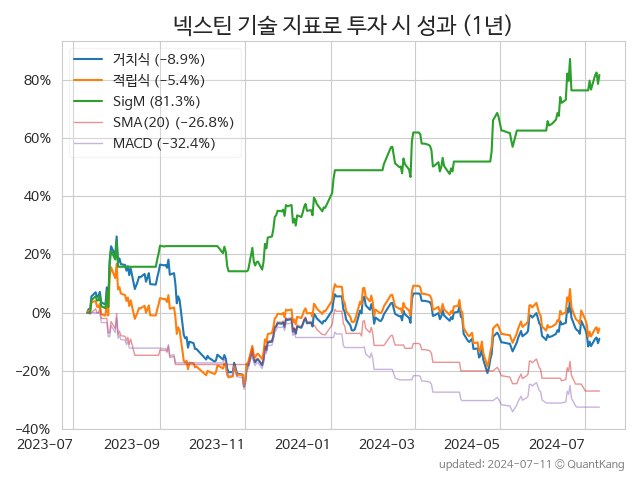 넥스틴 기술 지표로 투자 시 성과 (1년)
거치식 (−8.9%)
적립식 (−5.4%)
SigM (81.3%)
SMA(20) (−26.8%)
MACD (−32.4%)
80%
60%
40%
20%
0%
−20%
−40%
2023-07 2023-09 2023-11 2024-01 2024-03 2024-05 2024-07
updated: 2024-07-11 © QuantKang